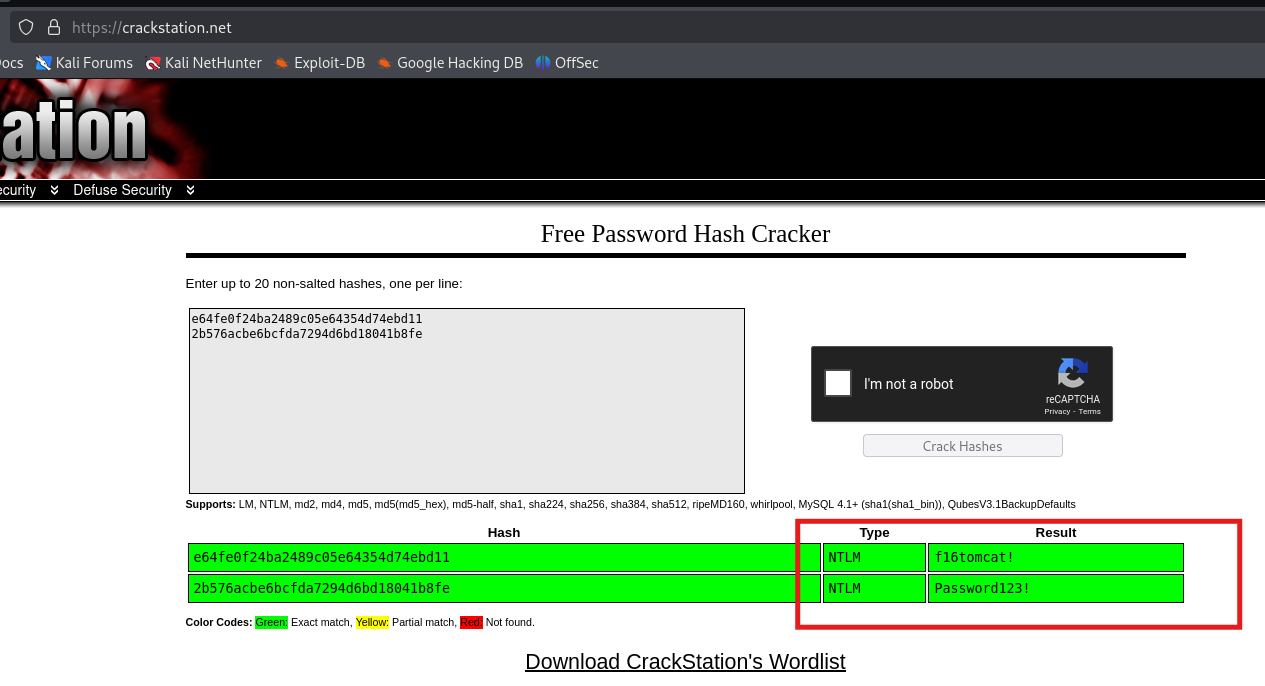 https://crackstation.net
ocs Kali Forums Kali NetHunter Exploit-DB Google Hacking DB OffSec
ation
ecurity Defuse Security
Free Password Hash Cracker
Enter up to 20 non-salted hashes, one per line:
e64fe0f24ba2489c05e64354d74ebd11
2b576acbe6bcfda7294d6bd18041b8fe
I'm not a robot
reCAPTCHA
Privacy - Terms
Crack Hashes
Supports: LM, NTLM, md2, md4, md5, md5(md5_hex), md5-half, sha1, sha224, sha256, sha384, sha512, ripeMD160, whirlpool, MySQL 4.1+ (sha1(sha1_bin)), QubesV3.1BackupDefaults
Hash Type Result
e64fe0f24ba2489c05e64354d74ebd11 NTLM f16tomcat!
2b576acbe6bcfda7294d6bd18041b8fe NTLM Password123!
Color Codes: Green: Exact match, Yellow: Partial match, Red: Not found.
Download CrackStation's Wordlist